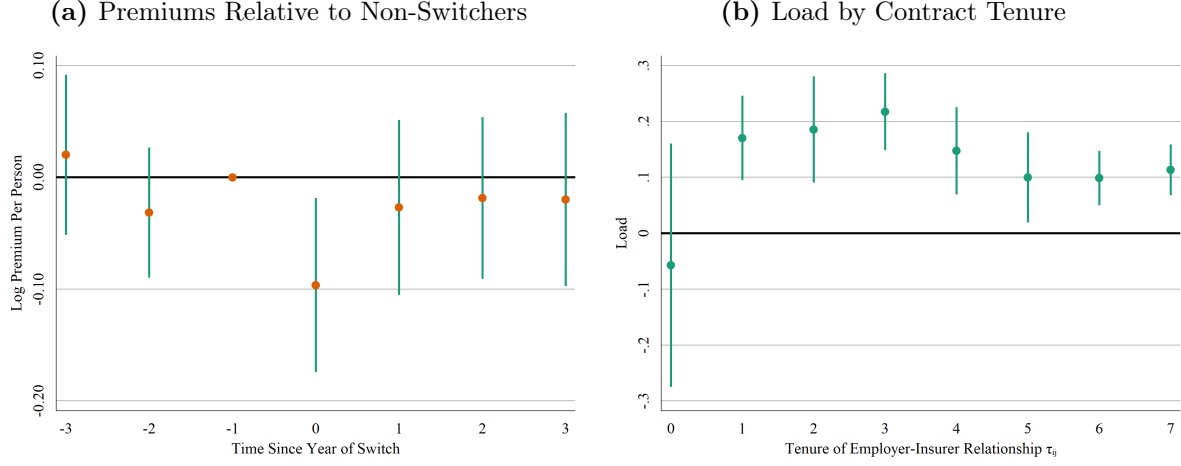 (a) Premiums Relative to Non-Switchers
0.10
0.00
-0.10
-0.20
Log Premium Per Person
-3 -2 -1 0 1 2 3
Time Since Year of Switch
(b) Load by Contract Tenure
.3
.2
.1
0
-.1
-.2
-.3
Load
0 1 2 3 4 5 6 7
Tenure of Employer-Insurer Relationship τij